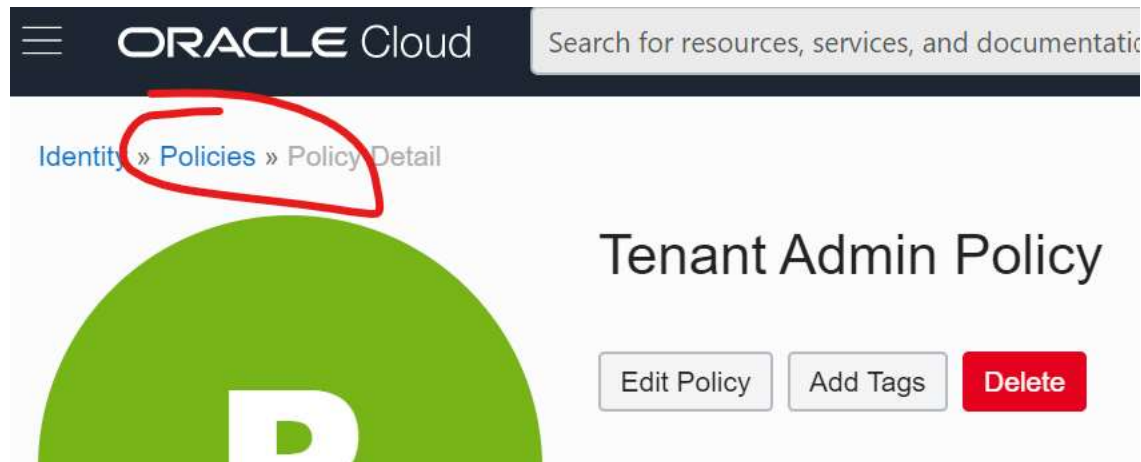 ORACLE Cloud
Search for resources, services, and documentatic
Identity » Policies » Policy Detail
Tenant Admin Policy
Edit Policy Add Tags Delete